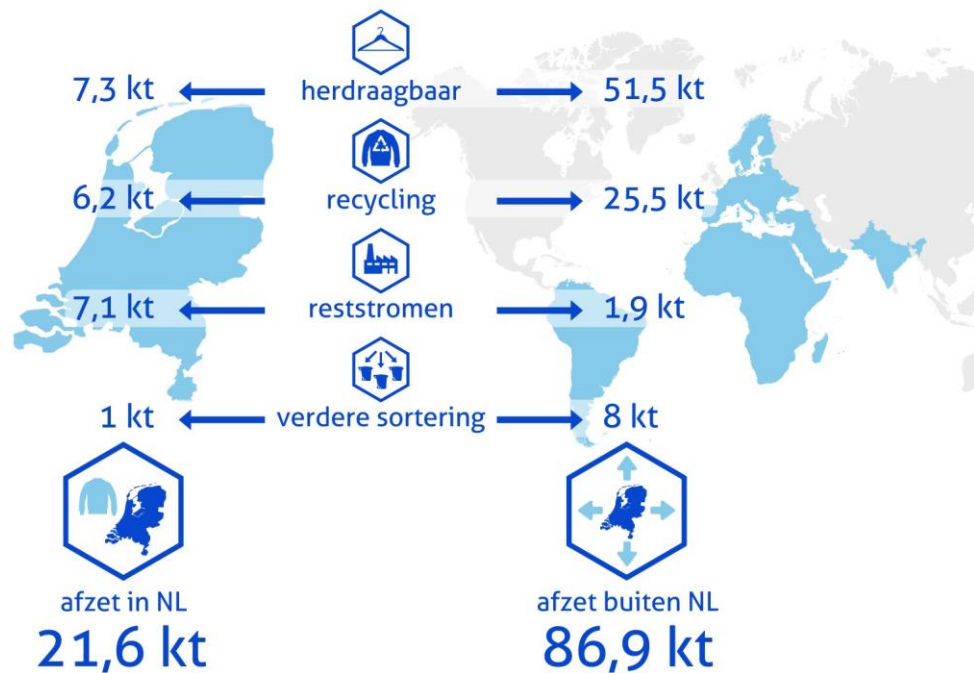 7,3 kt herdraagbaar 51,5 kt
6,2 kt recycling 25,5 kt
7,1 kt reststromen 1,9 kt
1 kt verdere sortering 8 kt
afzet in NL
21,6 kt
afzet buiten NL
86,9 kt